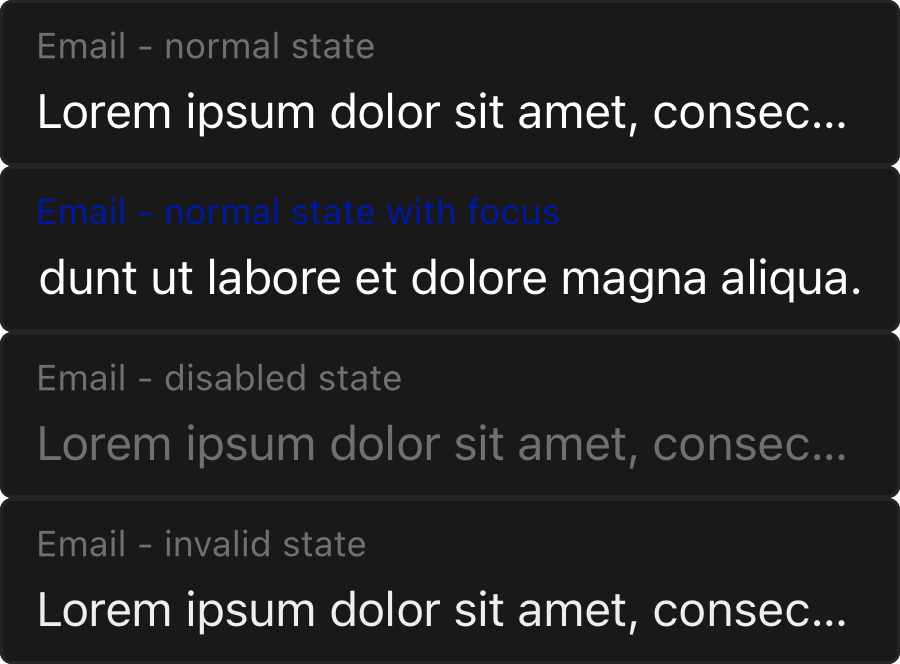 Email - normal state
Lorem ipsum dolor sit amet, consec...
Email - normal state with focus
dunt ut labore et dolore magna aliqua.
Email - disabled state
Lorem ipsum dolor sit amet, consec...
Email - invalid state
Lorem ipsum dolor sit amet, consec...